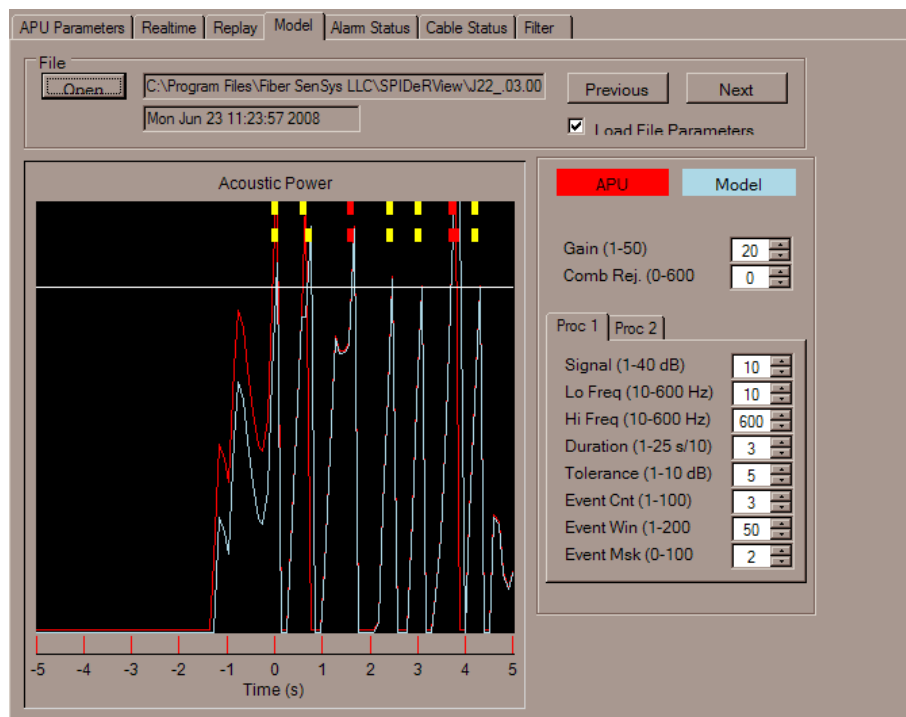 APU Parameters Realtime Replay Model Alarm Status Cable Status Filter
File
Open....
C:\Program Files\Fiber SenSys LLC\SPIDeRView\J22_.03.00
Previous Next
Mon Jun 23 11:23:57 2008
Load File Parameters
Acoustic Power
APU Model
Gain (1-50) 20
Comb Rej. (0-600 0
Proc 1 Proc 2
Signal (1-40 dB) 10
Lo Freq (10-600 Hz) 10
Hi Freq (10-600 Hz) 600
Duration (1-25 s/10) 3
Tolerance (1-10 dB) 5
Event Cnt (1-100) 3
Event Win (1-200 50
Event Msk (0-100 2
-5 -4 -3 -2 -1 0 1 2 3 4 5
Time (s)